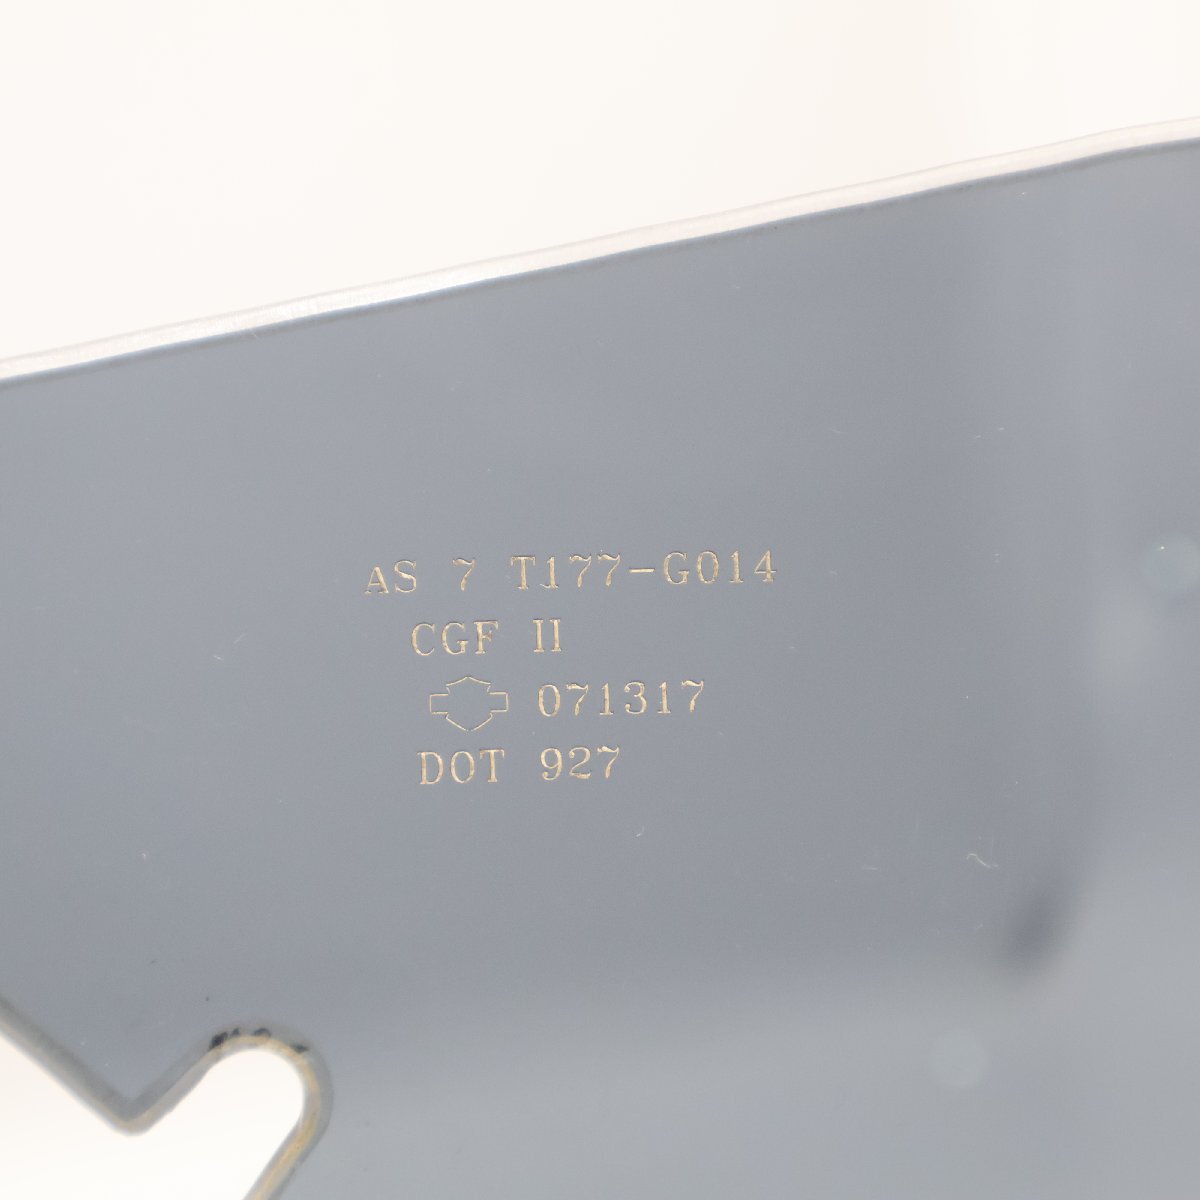 AS 7 T177-G014
CGF II
071317
DOT 927